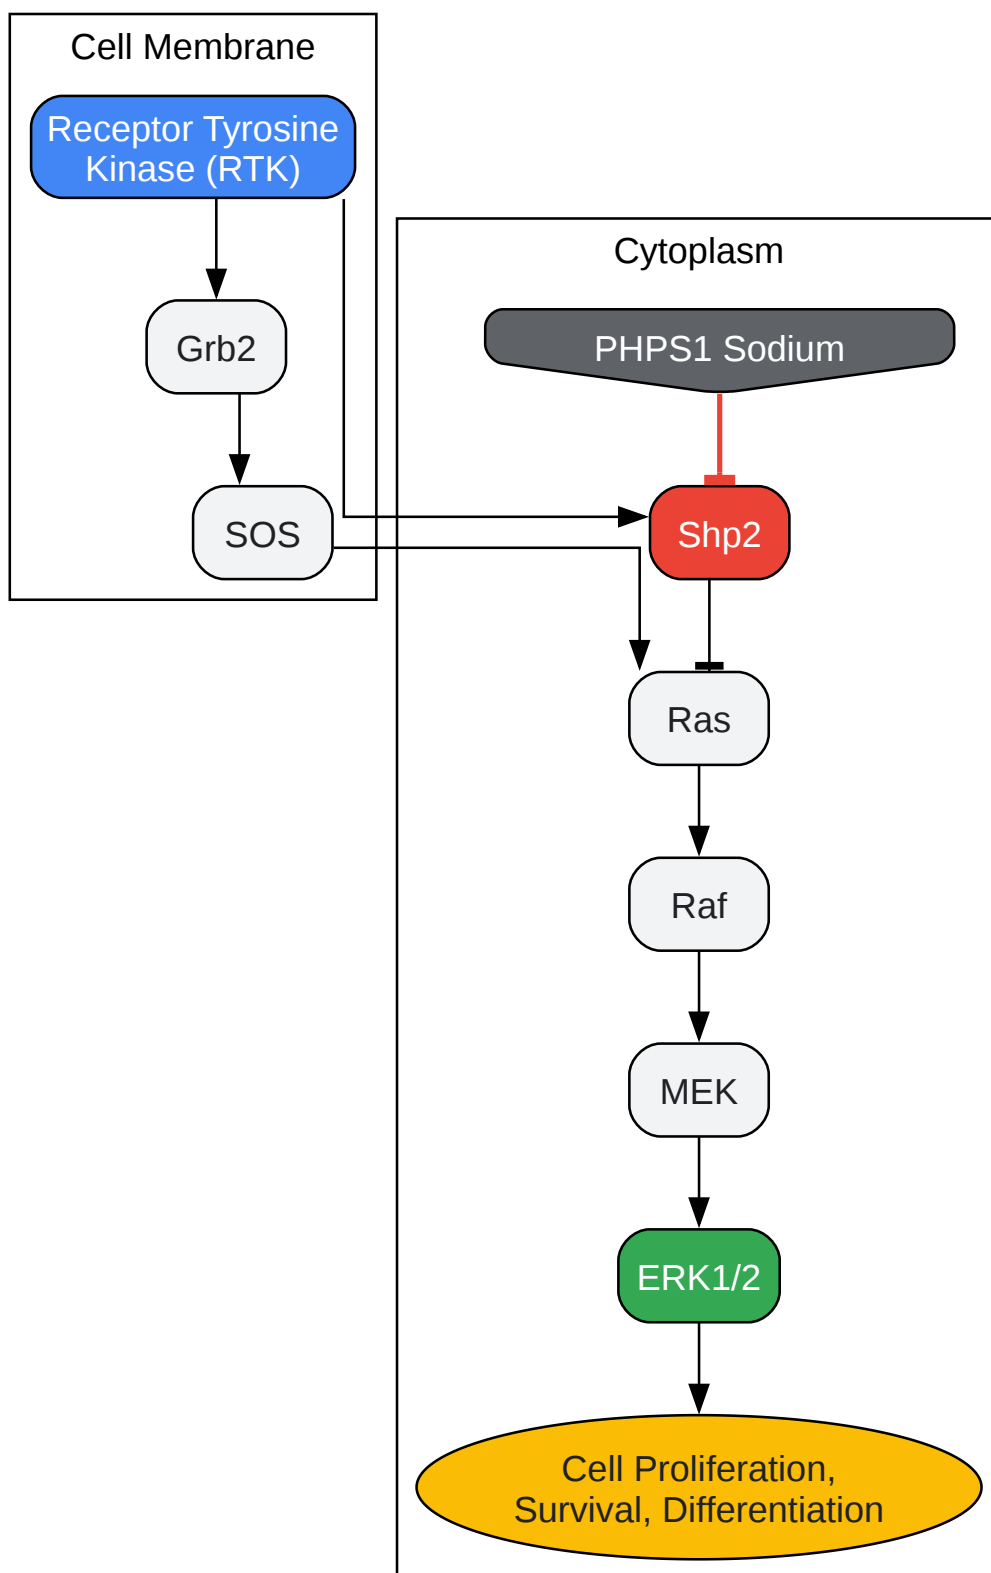 Cell Membrane
Receptor Tyrosine
Kinase (RTK)
Grb2
SOS
Cytoplasm
PHPS1 Sodium
Shp2
Ras
Raf
MEK
ERK1/2
Cell Proliferation,
Survival, Differentiation